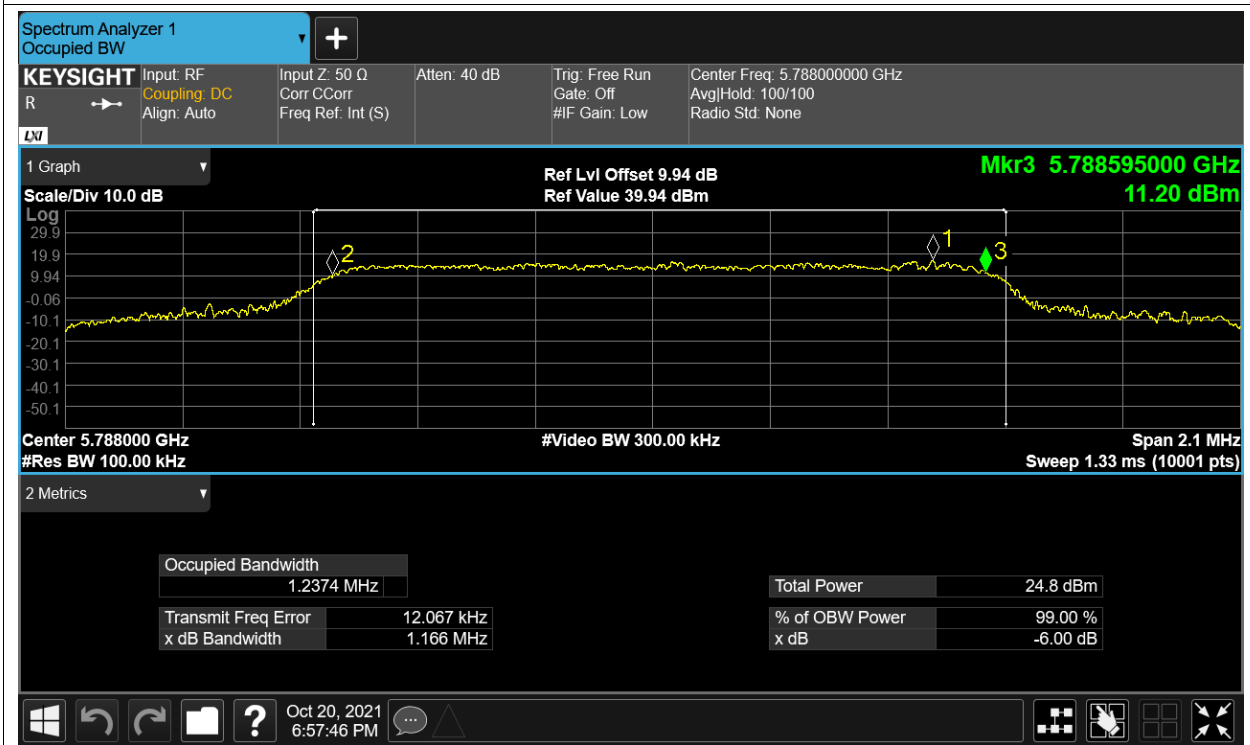 Spectrum Analyzer 1
Occupied BW
KEYSIGHT
R
LXI
Input: RF
Coupling: DC
Align: Auto
Input Z: 50 Ω
Corr CCorr
Freq Ref: Int (S)
Atten: 40 dB
Trig: Free Run
Gate: Off
#IF Gain: Low
Center Freq: 5.788000000 GHz
Avg|Hold: 100/100
Radio Std: None
1 Graph
Scale/Div 10.0 dB
Ref Lvl Offset 9.94 dB
Ref Value 39.94 dBm
Mkr3 5.788595000 GHz
11.20 dBm
Log
29.9
19.9
9.94
-0.06
-10.1
-20.1
-30.1
-40.1
-50.1
2
1
3
Center 5.788000 GHz
#Res BW 100.00 kHz
#Video BW 300.00 kHz
Span 2.1 MHz
Sweep 1.33 ms (10001 pts)
2 Metrics
Occupied Bandwidth
1.2374 MHz
Transmit Freq Error 12.067 kHz
x dB Bandwidth 1.166 MHz
Total Power 24.8 dBm
% of OBW Power 99.00 %
x dB -6.00 dB
?
Oct 20, 2021
6:57:46 PM